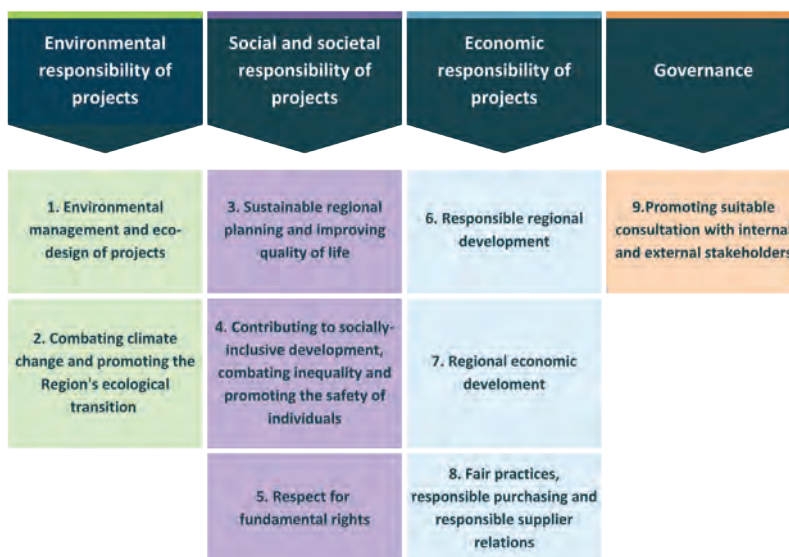 Environmental
responsibility of
projects
Social and societal
responsibility of
projects
Economic
responsibility of
projects
Governance
1. Environmental
management and eco-
design of projects
2. Combating climate
change and promoting the
Region's ecological
transition
3. Sustainable regional
planning and improving
quality of life
4. Contributing to socially-
inclusive development,
combating inequality and
promoting the safety of
individuals
5. Respect for
fundamental rights
6. Responsible regional
development
7. Regional economic
develoment
8. Fair practices,
responsible purchasing and
responsible supplier
relations
9.Promoting suitable
consultation with internal
and external stakeholders